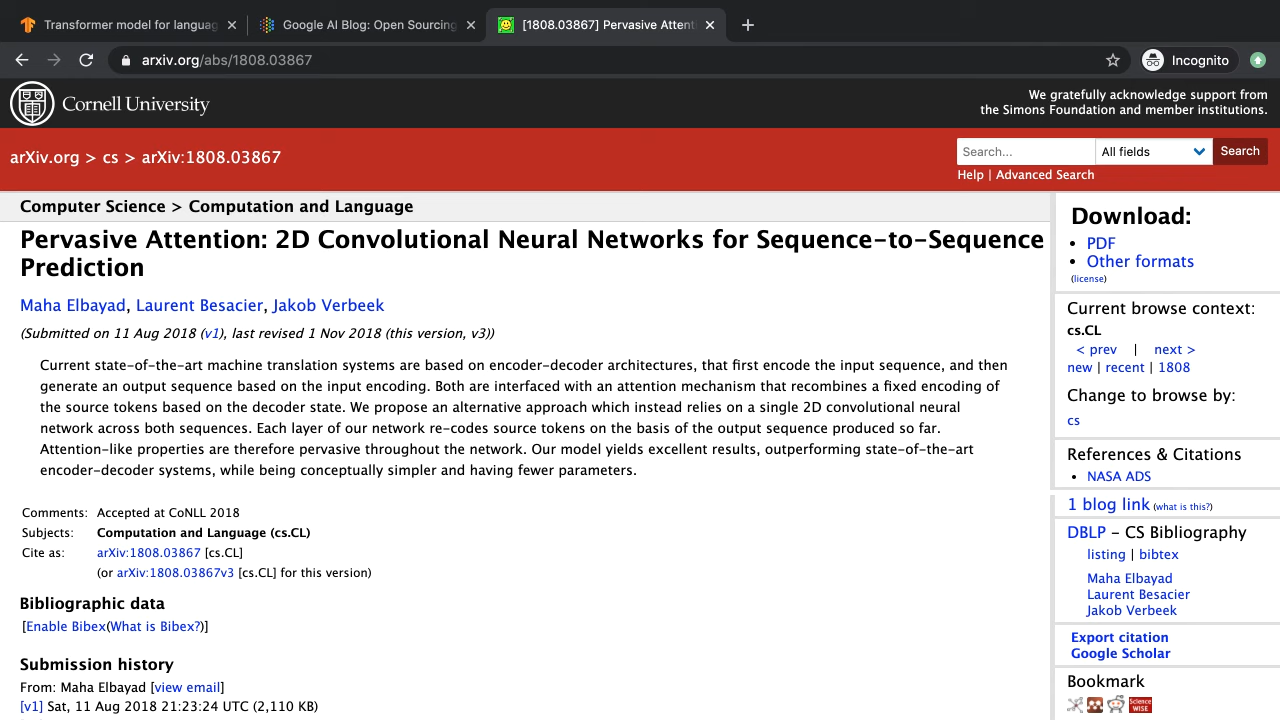 Transformer model for languag
Google AI Blog: Open Sourcing
[1808.03867] Pervasive Attent
arxiv.org/abs/1808.03867
Incognito
Cornell University
We gratefully acknowledge support from
the Simons Foundation and member institutions.
arXiv.org > cs > arXiv:1808.03867
Search...
All fields
Search
Help | Advanced Search
Computer Science > Computation and Language
Pervasive Attention: 2D Convolutional Neural Networks for Sequence-to-Sequence
Prediction
Maha Elbayad, Laurent Besacier, Jakob Verbeek
(Submitted on 11 Aug 2018 (v1), last revised 1 Nov 2018 (this version, v3))
Current state-of-the-art machine translation systems are based on encoder-decoder architectures, that first encode the input sequence, and then
generate an output sequence based on the input encoding. Both are interfaced with an attention mechanism that recombines a fixed encoding of
the source tokens based on the decoder state. We propose an alternative approach which instead relies on a single 2D convolutional neural
network across both sequences. Each layer of our network re-codes source tokens on the basis of the output sequence produced so far.
Attention-like properties are therefore pervasive throughout the network. Our model yields excellent results, outperforming state-of-the-art
encoder-decoder systems, while being conceptually simpler and having fewer parameters.
Comments: Accepted at CoNLL 2018
Subjects: Computation and Language (cs.CL)
Cite as: arXiv:1808.03867 [cs.CL]
(or arXiv:1808.03867v3 [cs.CL] for this version)
Bibliographic data
[Enable Bibex(What is Bibex?)]
Submission history
From: Maha Elbayad [view email]
[v1] Sat, 11 Aug 2018 21:23:24 UTC (2,110 KB)
Download:
• PDF
• Other formats
(license)
Current browse context:
cs.CL
< prev | next >
new | recent | 1808
Change to browse by:
cs
References & Citations
• NASA ADS
1 blog link (what is this?)
DBLP - CS Bibliography
listing | bibtex
Maha Elbayad
Laurent Besacier
Jakob Verbeek
Export citation
Google Scholar
Bookmark
Science
WISE